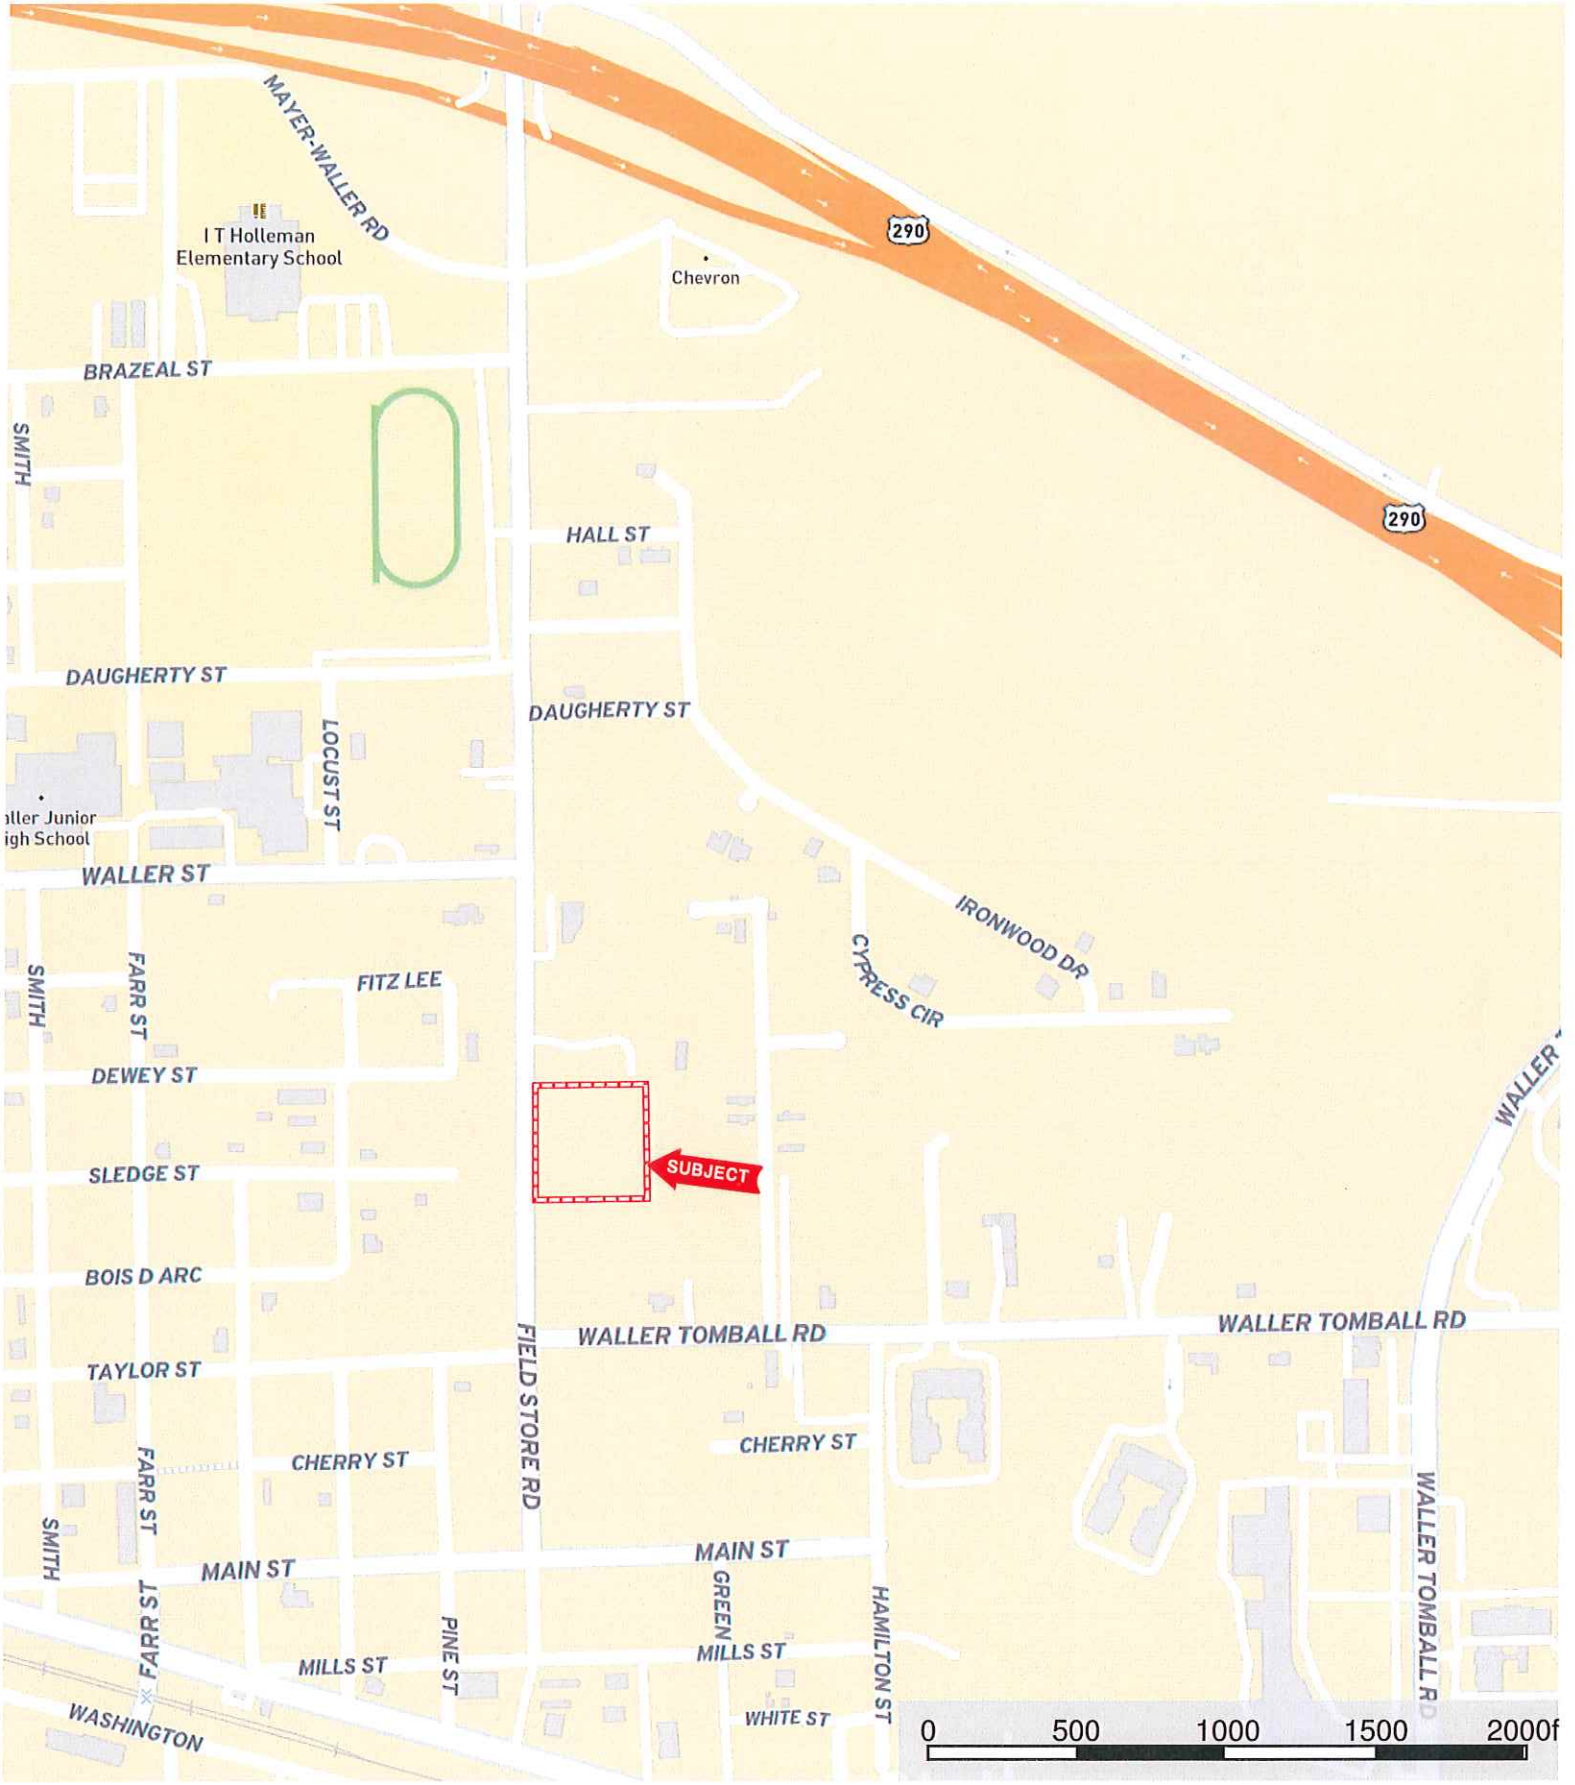 MAYER-WALLER RD
I T Holleman
Elementary School
290
Chevron
BRAZEAL ST
SMITH
290
HALL ST
DAUGHERTY ST
DAUGHERTY ST
LOCUST ST
aller Junior
igh School
WALLER ST
IRONWOOD DR
CYPRESS CIR
SMITH
FARR ST
FITZ LEE
DEWEY ST
WALLER T
SUBJECT
SLEDGE ST
BOIS D ARC
WALLER TOMBALL RD
WALLER TOMBALL RD
TAYLOR ST
FIELD STORE RD
CHERRY ST
CHERRY ST
FARR ST
SMITH
WALLER TOMBALL RD
MAIN ST
MAIN ST
GREEN
HAMILTON ST
FARR ST
PINE ST
MILLS ST
MILLS ST
WASHINGTON
WHITE ST
0 500 1000 1500 2000f